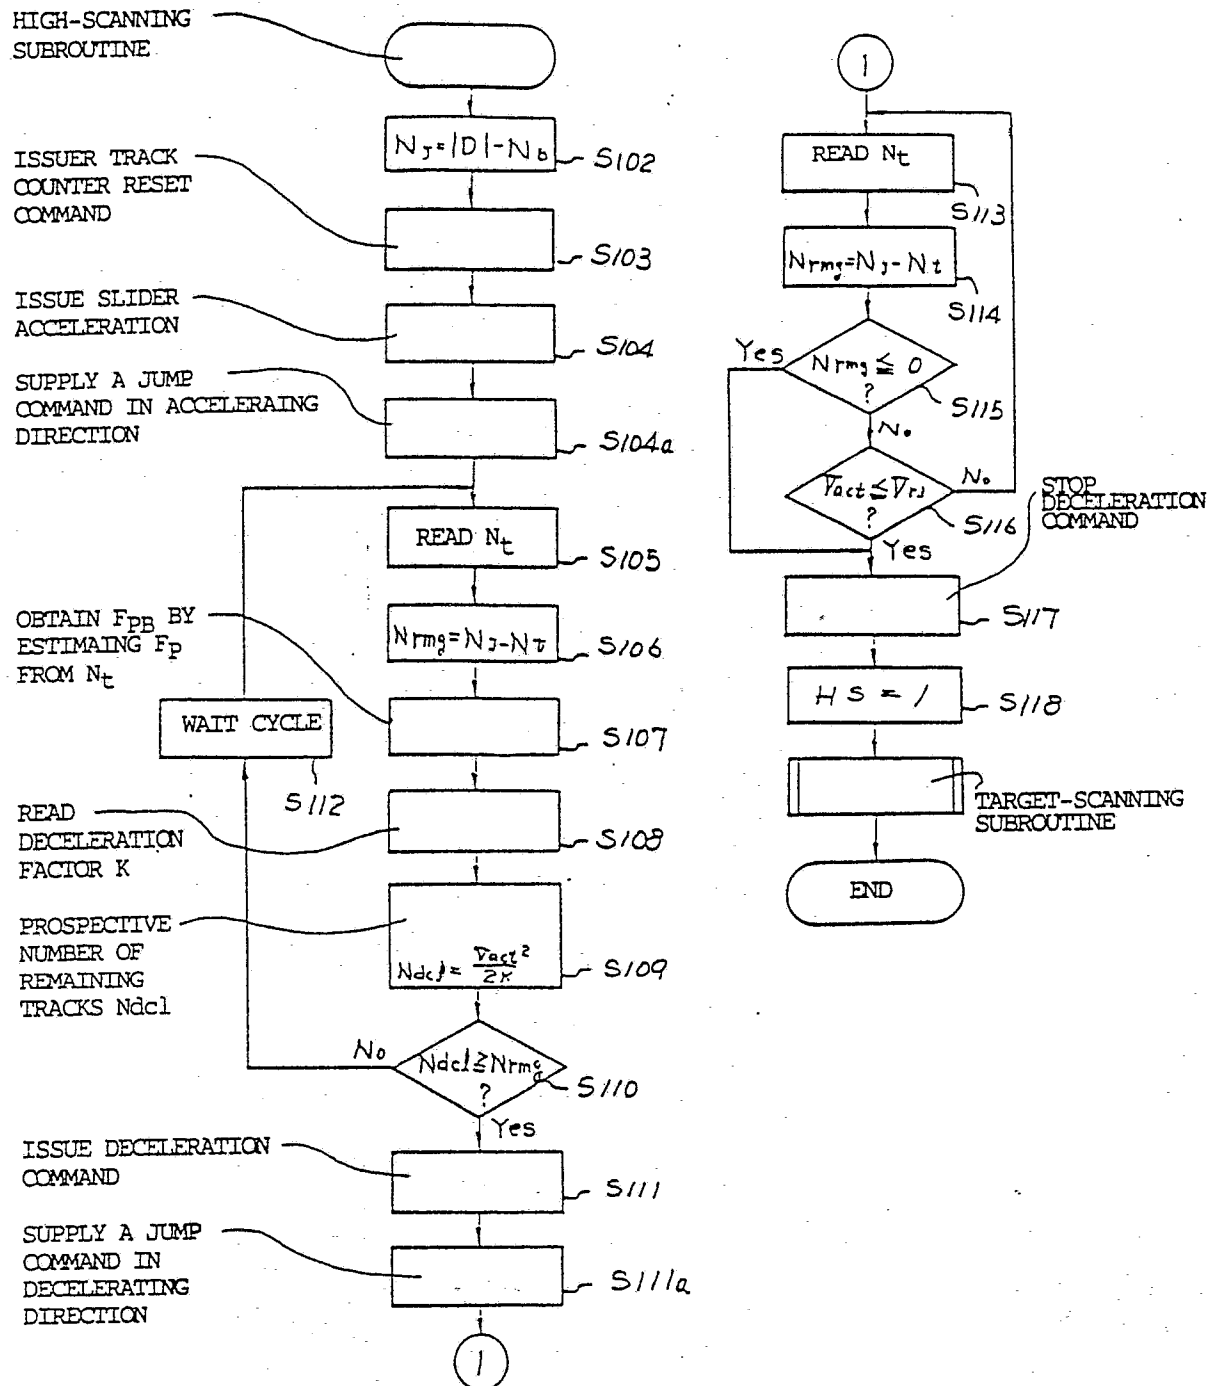 HIGH-SCANNING
SUBROUTINE
NJ=|D|-Nb
S102
ISSUER TRACK
COUNTER RESET
COMMAND
S103
ISSUE SLIDER
ACCELERATION
S104
SUPPLY A JUMP
COMMAND IN ACCELERAING
DIRECTION
S104a
READ Nt
S105
OBTAIN FPB BY
ESTIMAING FP
FROM Nt
Nrmg=NJ-Nt
S106
WAIT CYCLE
S112
S107
READ
DECELERATION
FACTOR K
S108
PROSPECTIVE
NUMBER OF
REMAINING
TRACKS Ndcl
Ndcl=Vact²/2K
S109
No
Ndcl≧Nrmg
?
S110
Yes
ISSUE DECELERATION
COMMAND
S111
SUPPLY A JUMP
COMMAND IN
DECELERATING
DIRECTION
S111a
1
1
READ Nt
S113
Nrmg=NJ-Nt
S114
Yes
Nrmg≦0
?
S115
No
Vact≦Vrs
?
No
S116
Yes
STOP
DECELERATION
COMMAND
S117
HS=1
S118
TARGET-SCANNING
SUBROUTINE
END